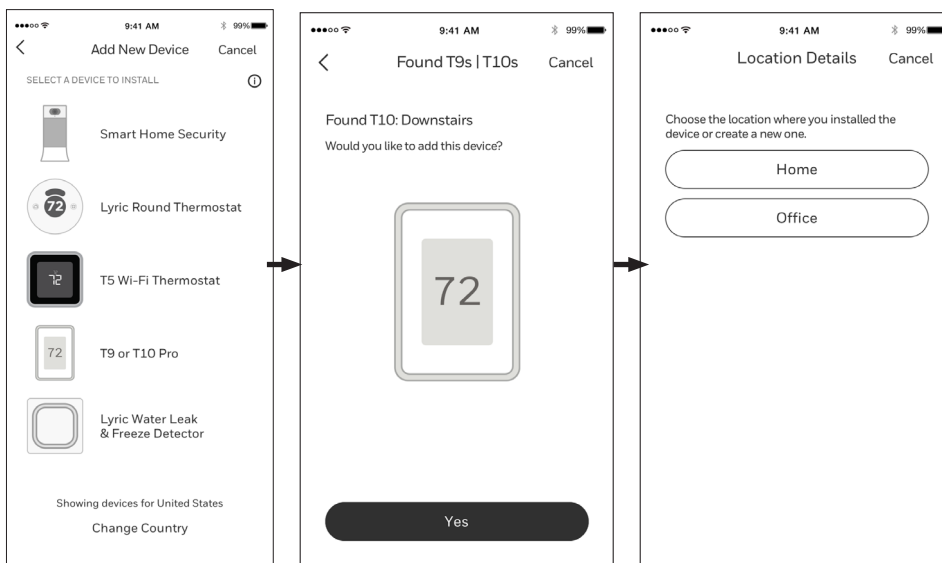 9:41 AM
99%
Add New Device
Cancel
SELECT A DEVICE TO INSTALL
Smart Home Security
72
Lyric Round Thermostat
72
T5 Wi-Fi Thermostat
72
T9 or T10 Pro
Lyric Water Leak
& Freeze Detector
Showing devices for United States
Change Country
9:41 AM
99%
Found T9s | T10s
Cancel
Found T10: Downstairs
Would you like to add this device?
72
Yes
9:41 AM
99%
Location Details
Cancel
Choose the location where you installed the
device or create a new one.
Home
Office